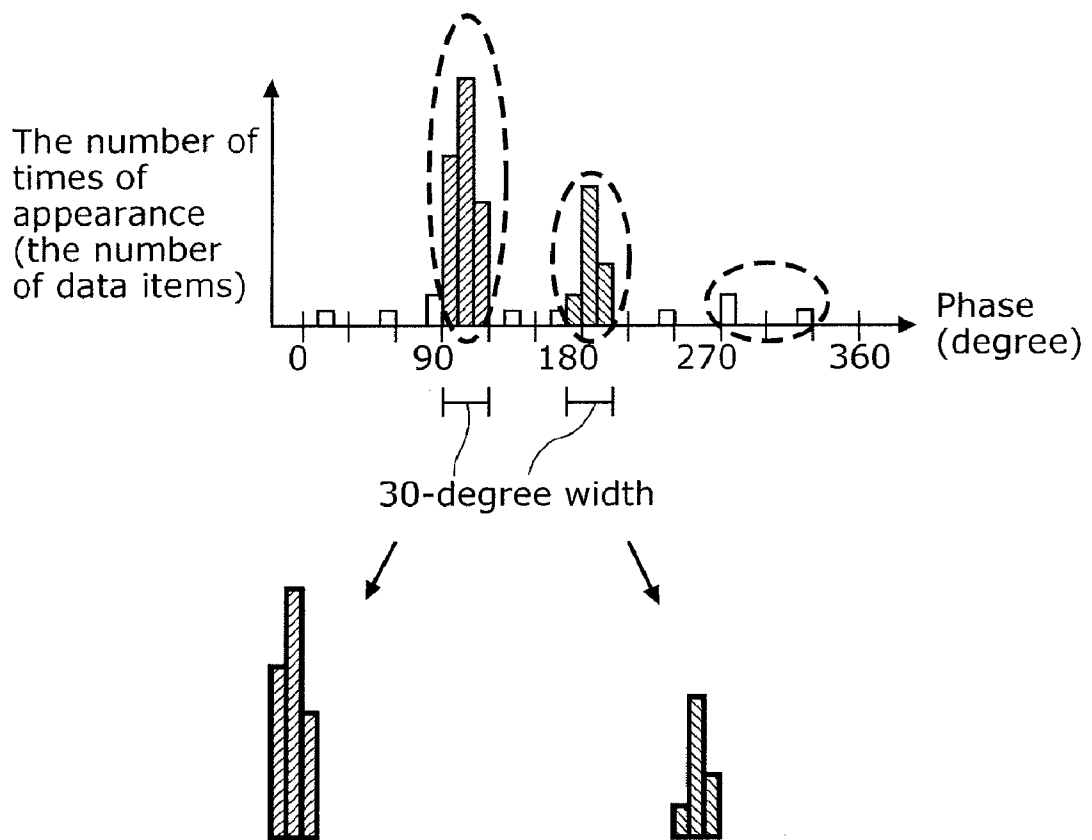 The number of
times of
appearance
(the number
of data items)
Phase
(degree)
0 90 180 270 360
30-degree width